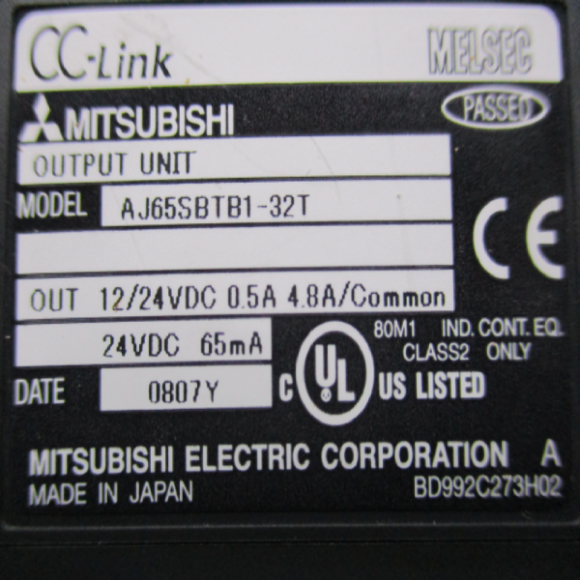 CC-Link MELSEC
MITSUBISHI PASSED
OUTPUT UNIT
MODEL AJ65SBTB1-32T
CE
OUT 12/24VDC 0.5A 4.8A/Common
24VDC 65mA
80M1 IND. CONT. EQ.
CLASS2 ONLY
DATE 0807Y
C UL US LISTED
MITSUBISHI ELECTRIC CORPORATION A
MADE IN JAPAN BD992C273H02